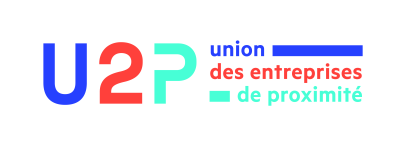 U2P
union
des entreprises
de proximité